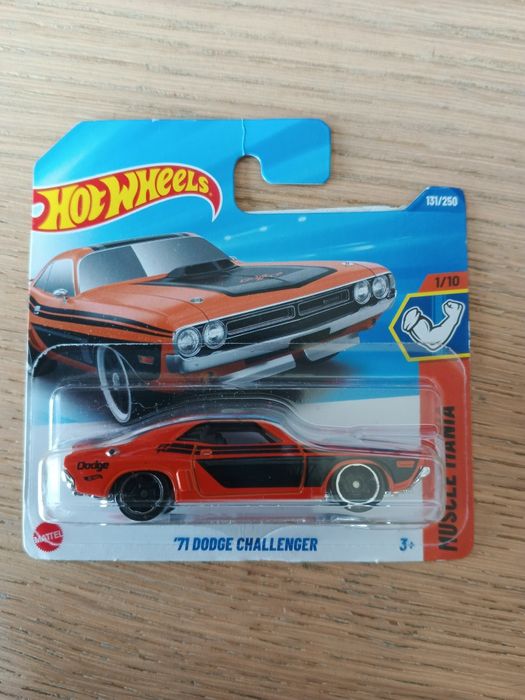 HOT WHEELS
131/250
1/10
MUSCLE MANIA
Dodge
MATTEL
'71 DODGE CHALLENGER
3+